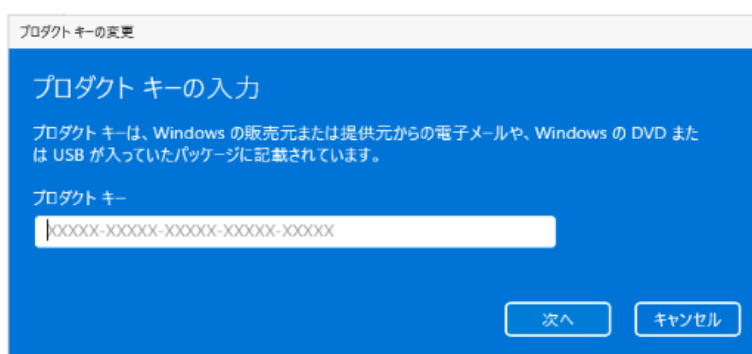 プロダクト キーの変更
プロダクト キーの入力
プロダクト キーは、Windows の販売元または提供元からの電子メールや、Windows の DVD また
は USB が入っていたパッケージに記載されています。
プロダクト キー
XXXXX-XXXXX-XXXXX-XXXXX-XXXXX
次へ
キャンセル